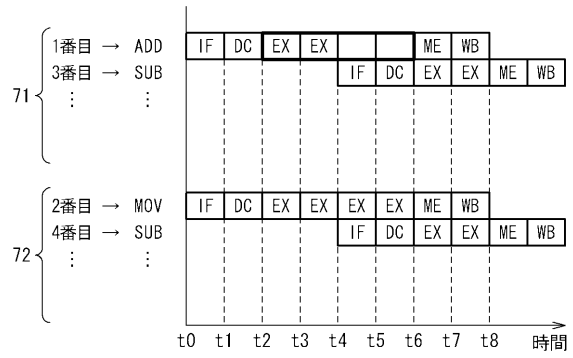 1番目 → ADD IF DC EX EX ME WB
3番目 → SUB IF DC EX EX ME WB
71 ⋮ ⋮
2番目 → MOV IF DC EX EX EX EX ME WB
4番目 → SUB IF DC EX EX ME WB
72 ⋮ ⋮
t0 t1 t2 t3 t4 t5 t6 t7 t8 時間